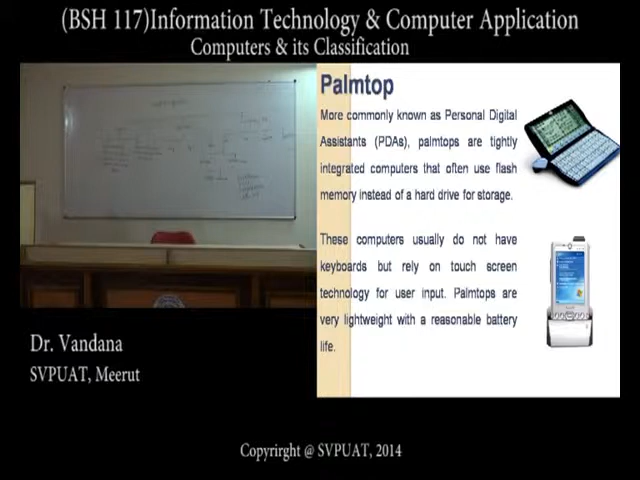 (BSH 117)Information Technology & Computer Application
Computers & its Classification
Palmtop
More commonly known as Personal Digital
Assistants (PDAs), palmtops are tightly
integrated computers that often use flash
memory instead of a hard drive for storage.
These computers usually do not have
keyboards but rely on touch screen
technology for user input. Palmtops are
very lightweight with a reasonable battery
life.
Dr. Vandana
SVPUAT, Meerut
Copyrirght @ SVPUAT, 2014